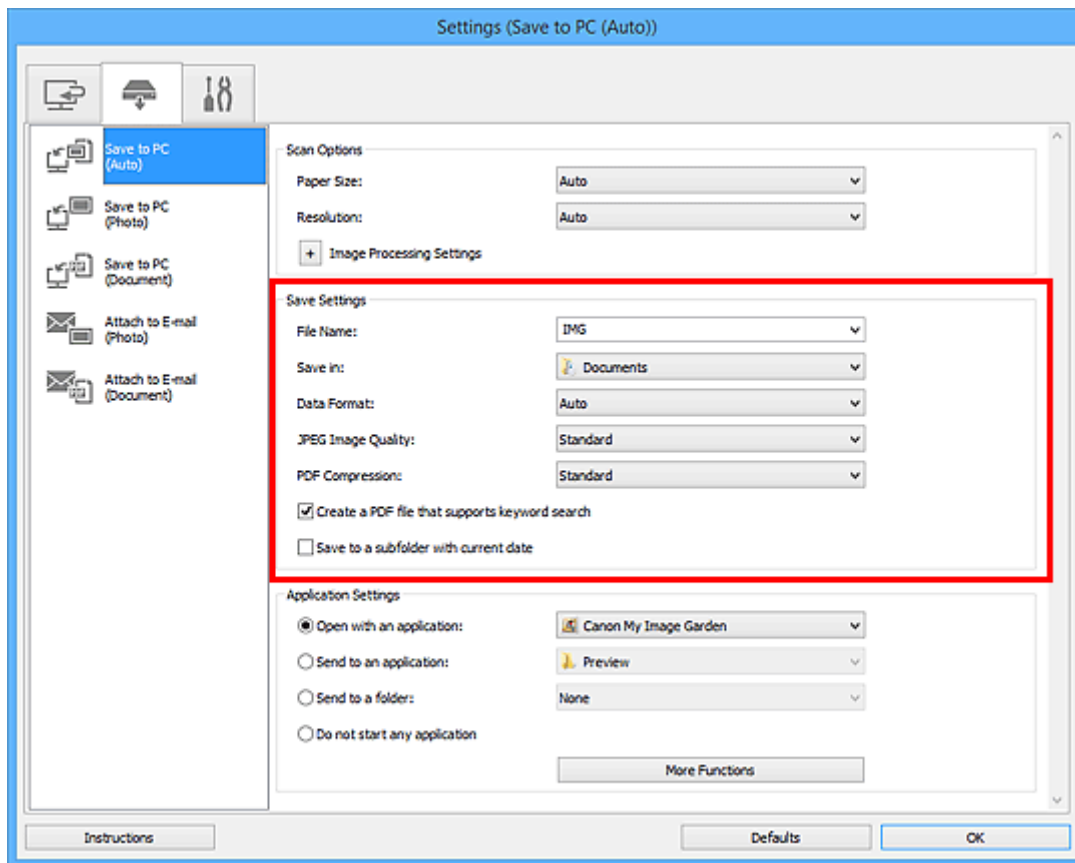 Settings (Save to PC (Auto))
Save to PC
(Auto)
Save to PC
(Photo)
Save to PC
(Document)
Attach to E-mail
(Photo)
Attach to E-mail
(Document)
Scan Options
Paper Size: Auto
Resolution: Auto
+ Image Processing Settings
Save Settings
File Name: IMG
Save in: Documents
Data Format: Auto
JPEG Image Quality: Standard
PDF Compression: Standard
Create a PDF file that supports keyword search
Save to a subfolder with current date
Application Settings
Open with an application: Canon My Image Garden
Send to an application: Preview
Send to a folder: None
Do not start any application
More Functions
Instructions Defaults OK